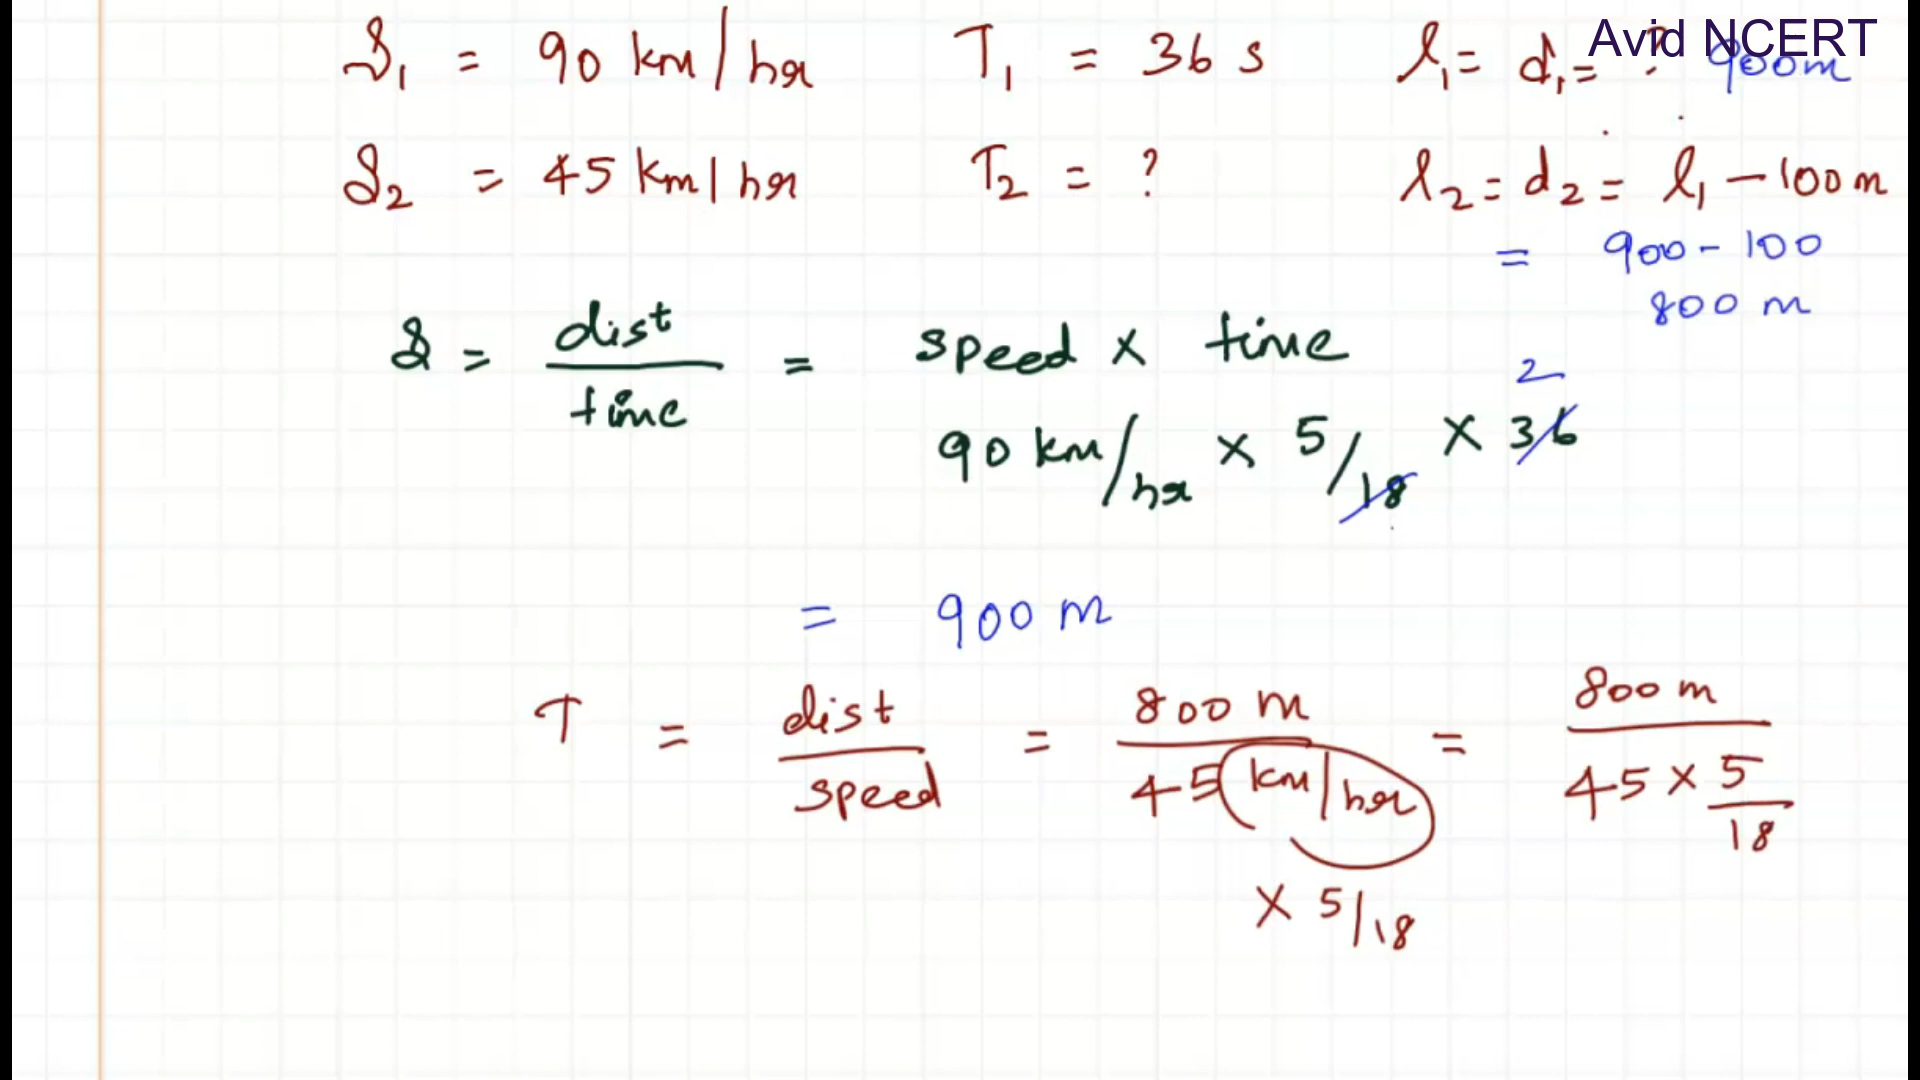 Avid NCERT
S₁ = 90 km/hr T₁ = 36 s l₁ = d₁ = ? 900m
S₂ = 45 km/hr T₂ = ? l₂ = d₂ = l₁ - 100 m
= 900 - 100
800 m
S = dist/time = speed x time
90 km/hr x 5/18 x 36 2
= 900 m
T = dist/speed = 800 m/45 km/hr = 800 m/45 x 5/18
x 5/18